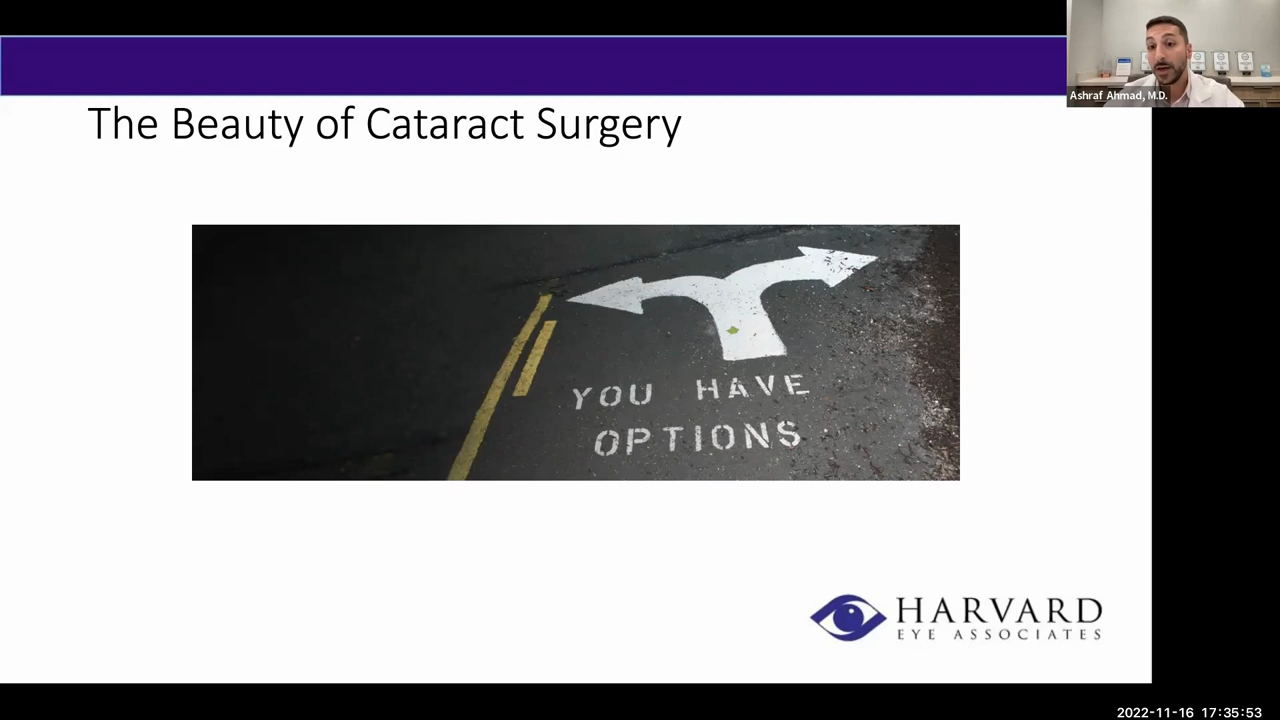 Ashraf Ahmad, M.D.
The Beauty of Cataract Surgery
YOU HAVE
OPTIONS
HARVARD
EYE ASSOCIATES
2022-11-16 17:35:53